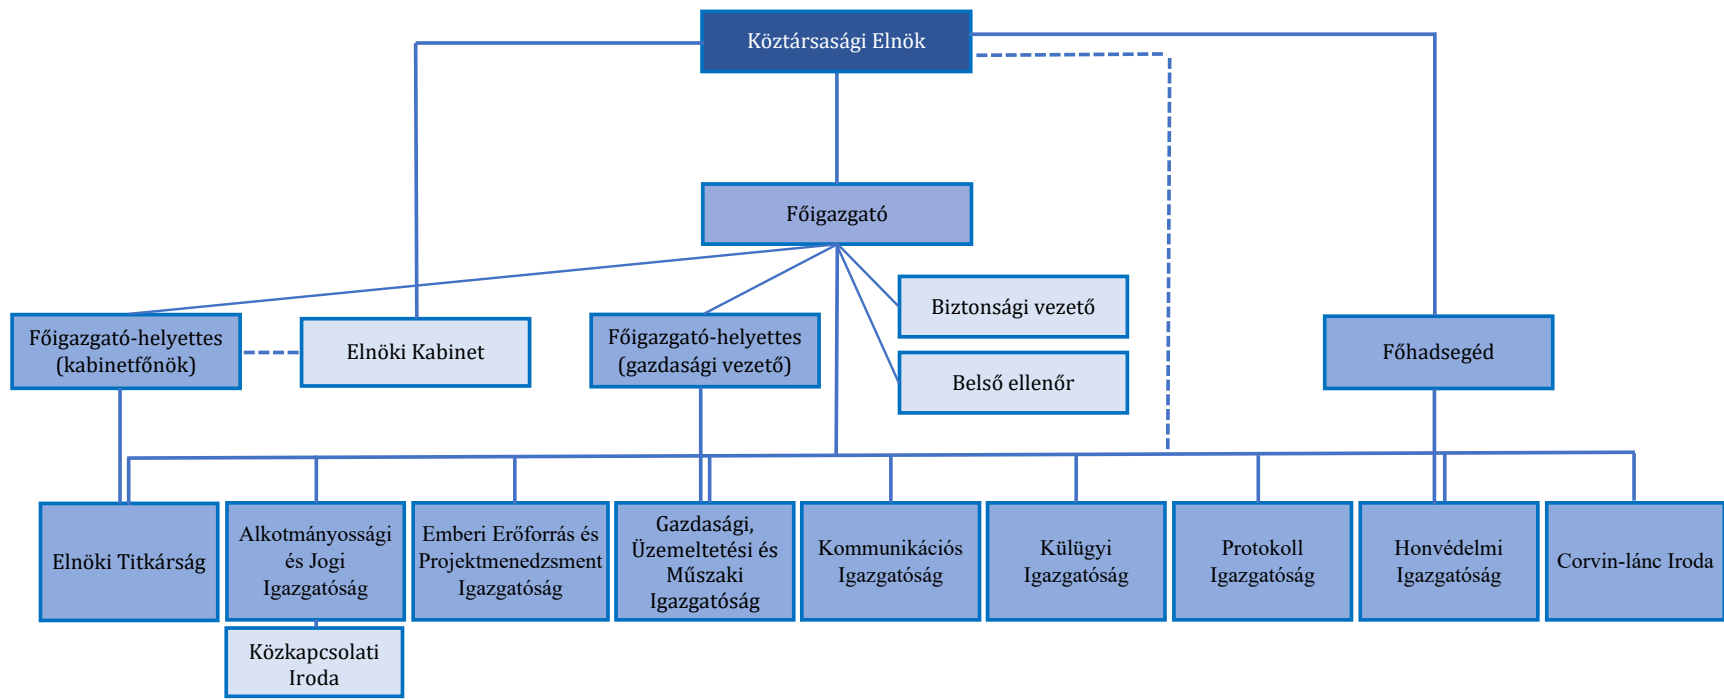 Köztársasági Elnök
Főigazgató
Biztonsági vezető
Főigazgató-helyettes
(kabinetfőnök)
Elnöki Kabinet
Főigazgató-helyettes
(gazdasági vezető)
Belső ellenőr
Főhadsegéd
Elnöki Titkárság
Alkotmányossági
és Jogi
Igazgatóság
Emberi Erőforrás és
Projektmenedzsment
Igazgatóság
Gazdasági,
Üzemeltetési és
Műszaki
Igazgatóság
Kommunikációs
Igazgatóság
Külügyi
Igazgatóság
Protokoll
Igazgatóság
Honvédelmi
Igazgatóság
Corvin-lánc Iroda
Közkapcsolati
Iroda